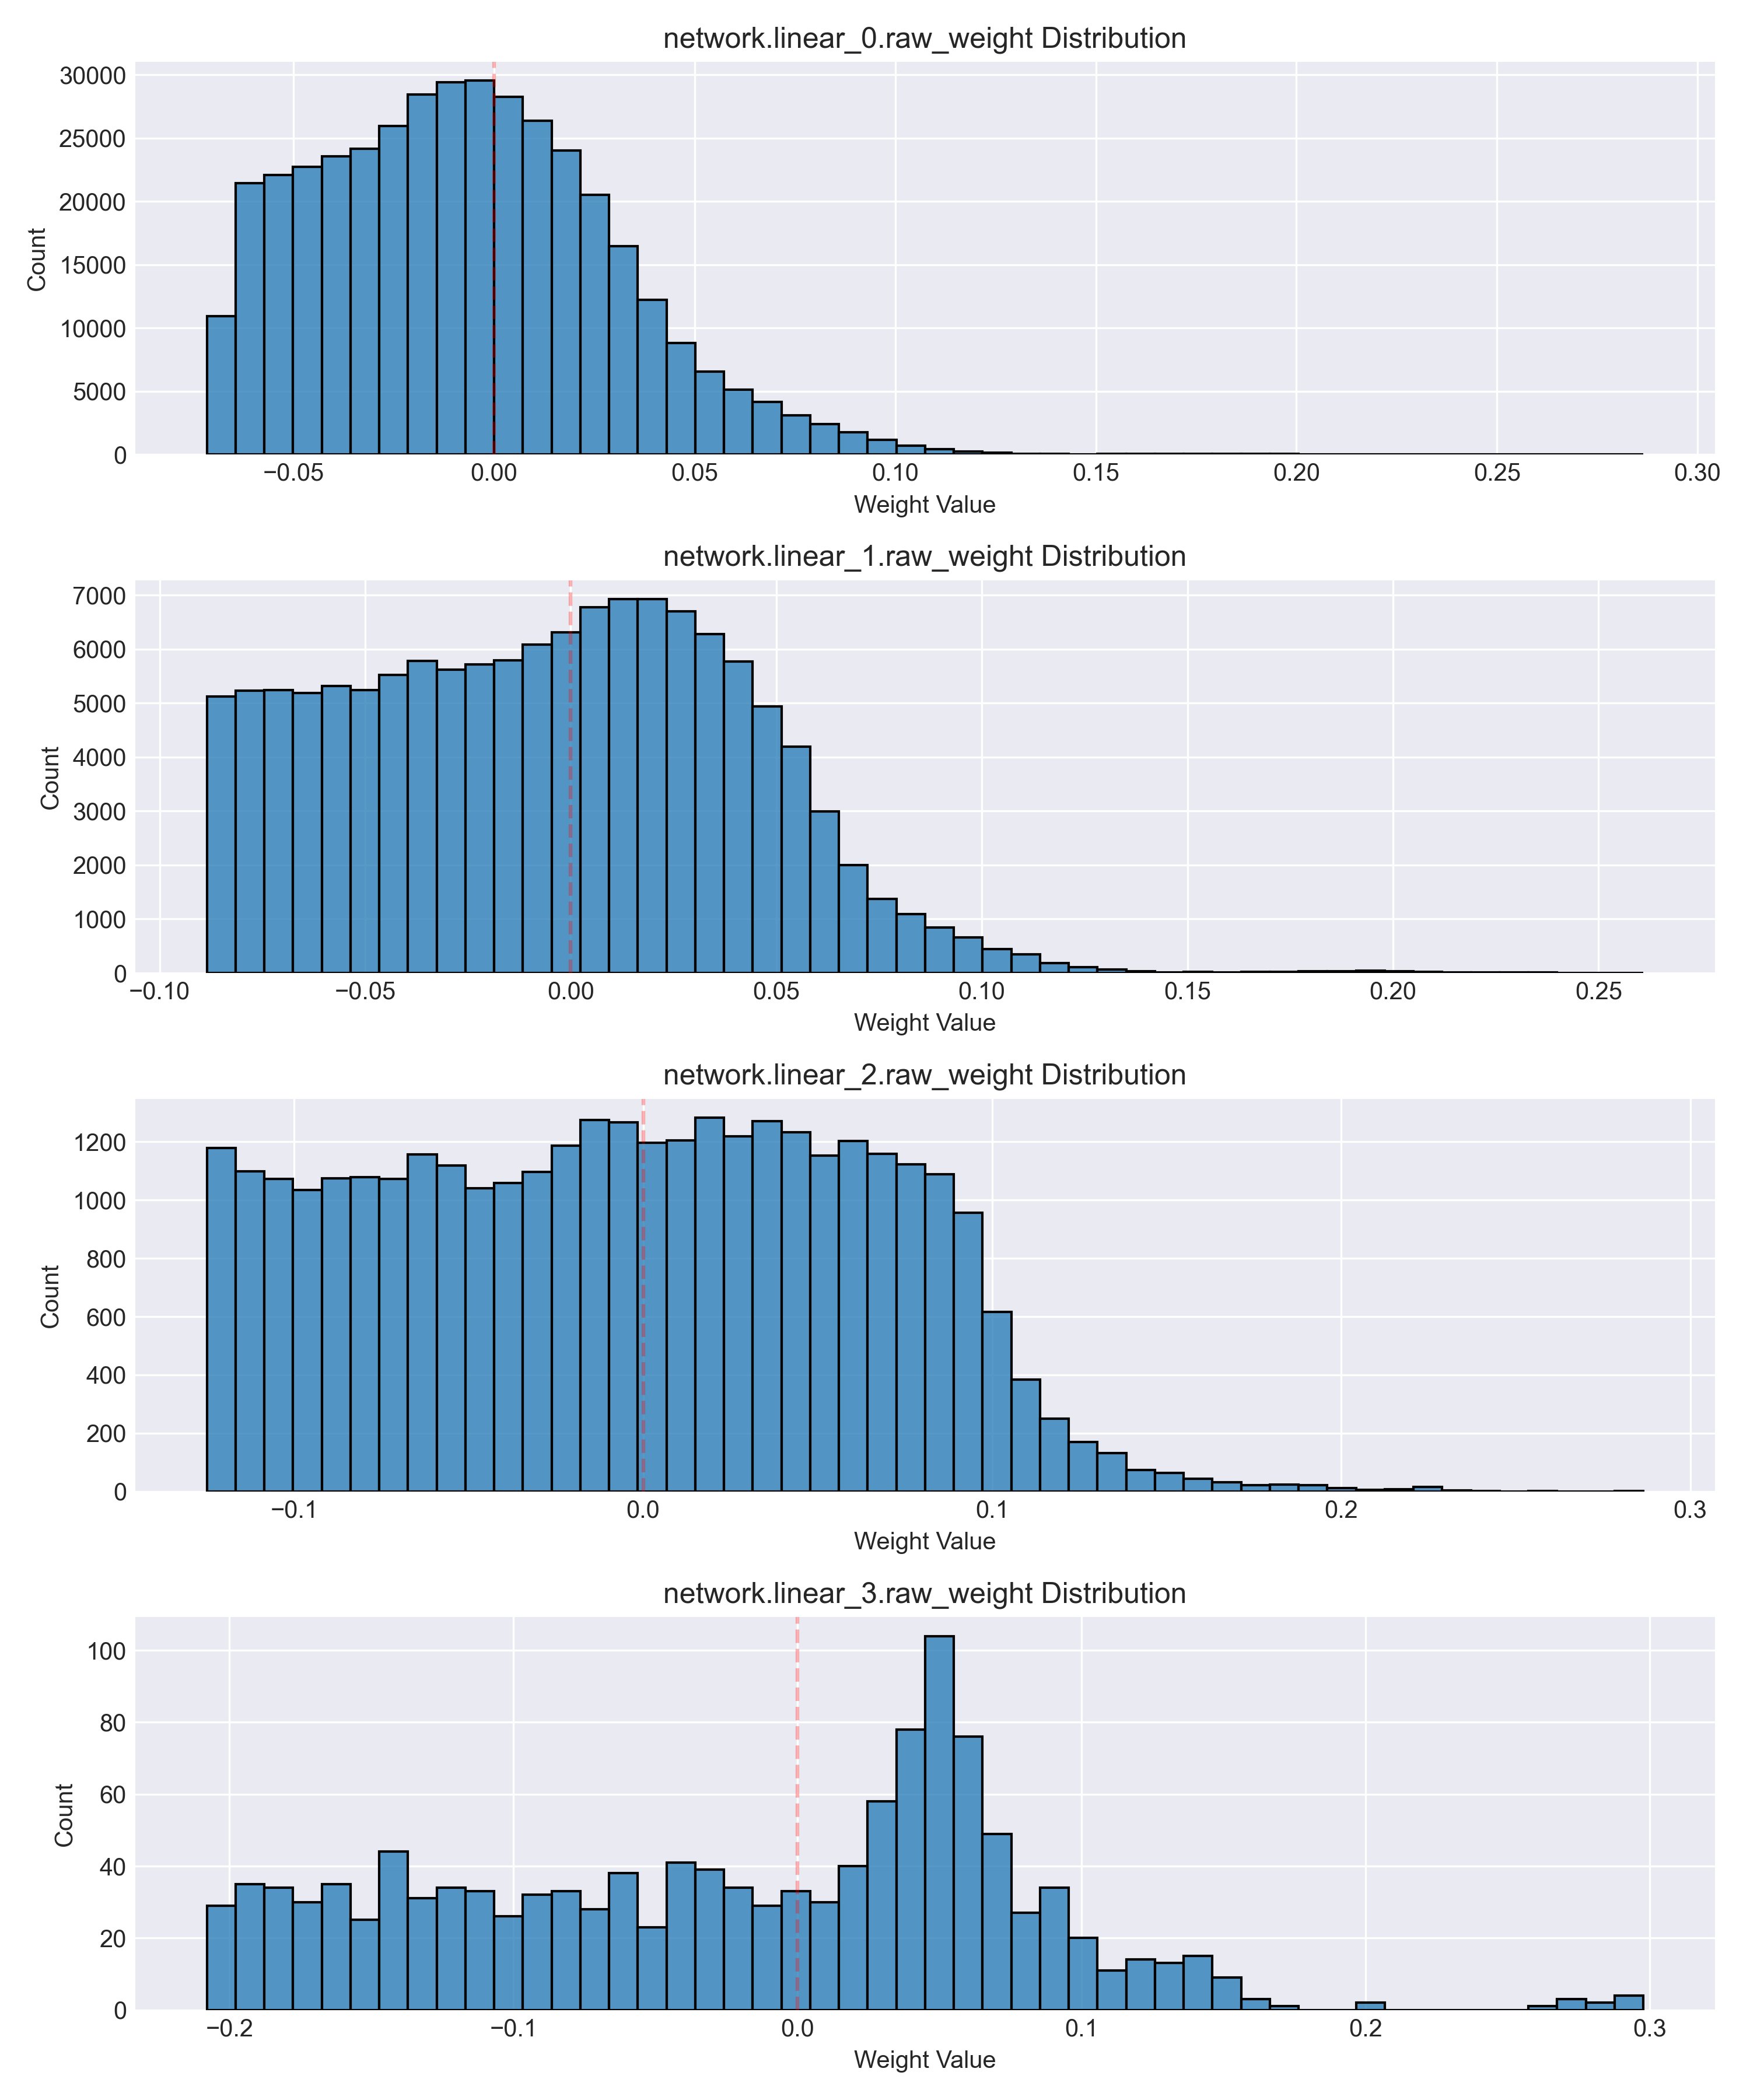 network.linear_0.raw_weight Distribution
30000
25000
20000
15000
10000
5000
0
Count
−0.05 0.00 0.05 0.10 0.15 0.20 0.25 0.30
Weight Value
network.linear_1.raw_weight Distribution
7000
6000
5000
4000
3000
2000
1000
0
Count
−0.10 −0.05 0.00 0.05 0.10 0.15 0.20 0.25
Weight Value
network.linear_2.raw_weight Distribution
1200
1000
800
600
400
200
0
Count
−0.1 0.0 0.1 0.2 0.3
Weight Value
network.linear_3.raw_weight Distribution
100
80
60
40
20
0
Count
−0.2 −0.1 0.0 0.1 0.2 0.3
Weight Value